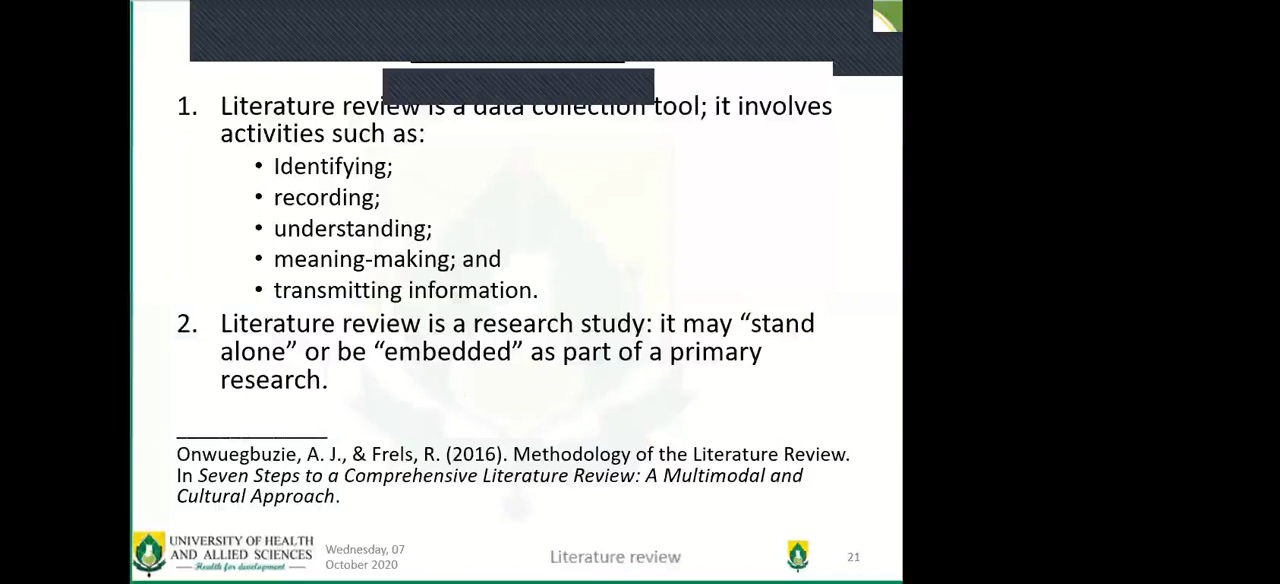 1. Literature review is a data collection tool; it involves
activities such as:
• Identifying;
• recording;
• understanding;
• meaning-making; and
• transmitting information.
2. Literature review is a research study: it may “stand
alone” or be “embedded” as part of a primary
research.
Onwuegbuzie, A. J., & Frels, R. (2016). Methodology of the Literature Review.
In Seven Steps to a Comprehensive Literature Review: A Multimodal and
Cultural Approach.
UNIVERSITY OF HEALTH
AND ALLIED SCIENCES
Health for development
Wednesday, 07
October 2020
Literature review
21